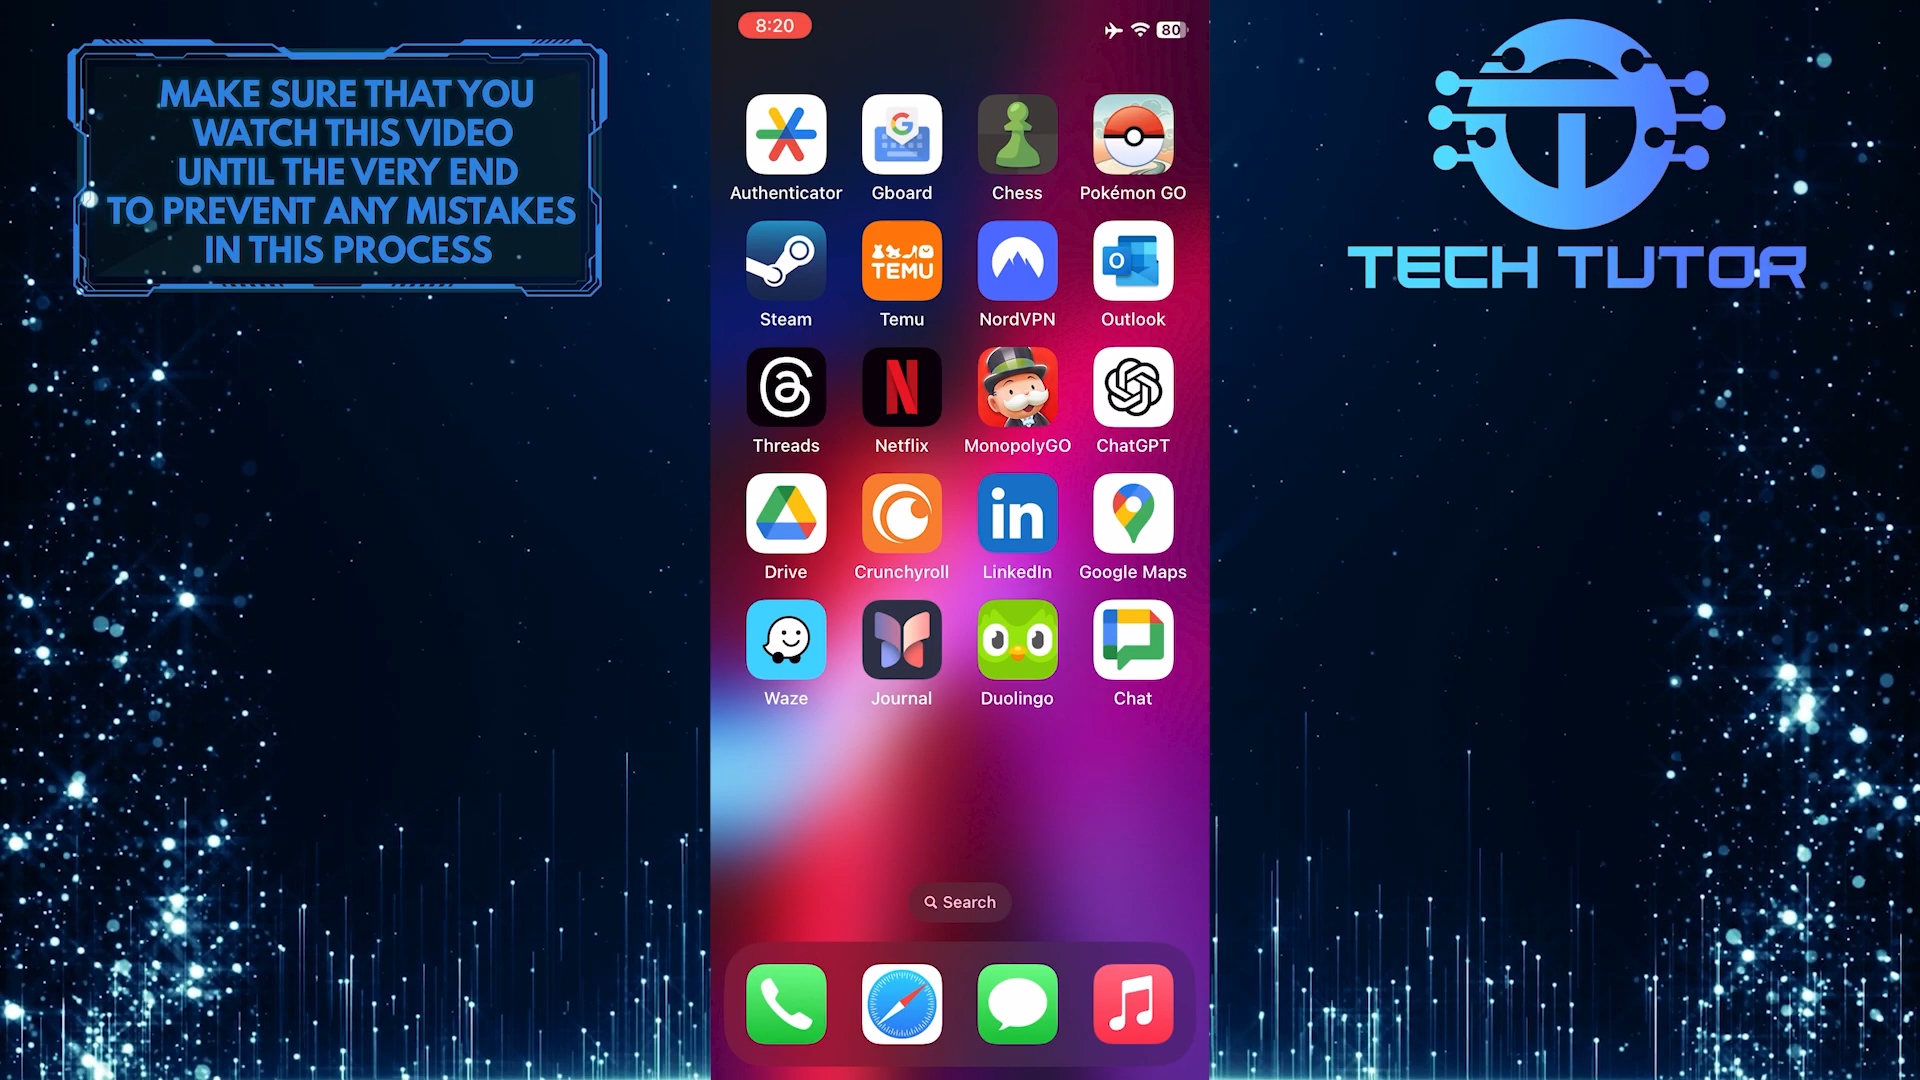 MAKE SURE THAT YOU
WATCH THIS VIDEO
UNTIL THE VERY END
TO PREVENT ANY MISTAKES
IN THIS PROCESS
8:20
80
Authenticator Gboard Chess Pokémon GO
TEMU
Steam Temu NordVPN Outlook
Threads Netflix MonopolyGO ChatGPT
in
Drive Crunchyroll LinkedIn Google Maps
Waze Journal Duolingo Chat
Search
TECH TUTOR